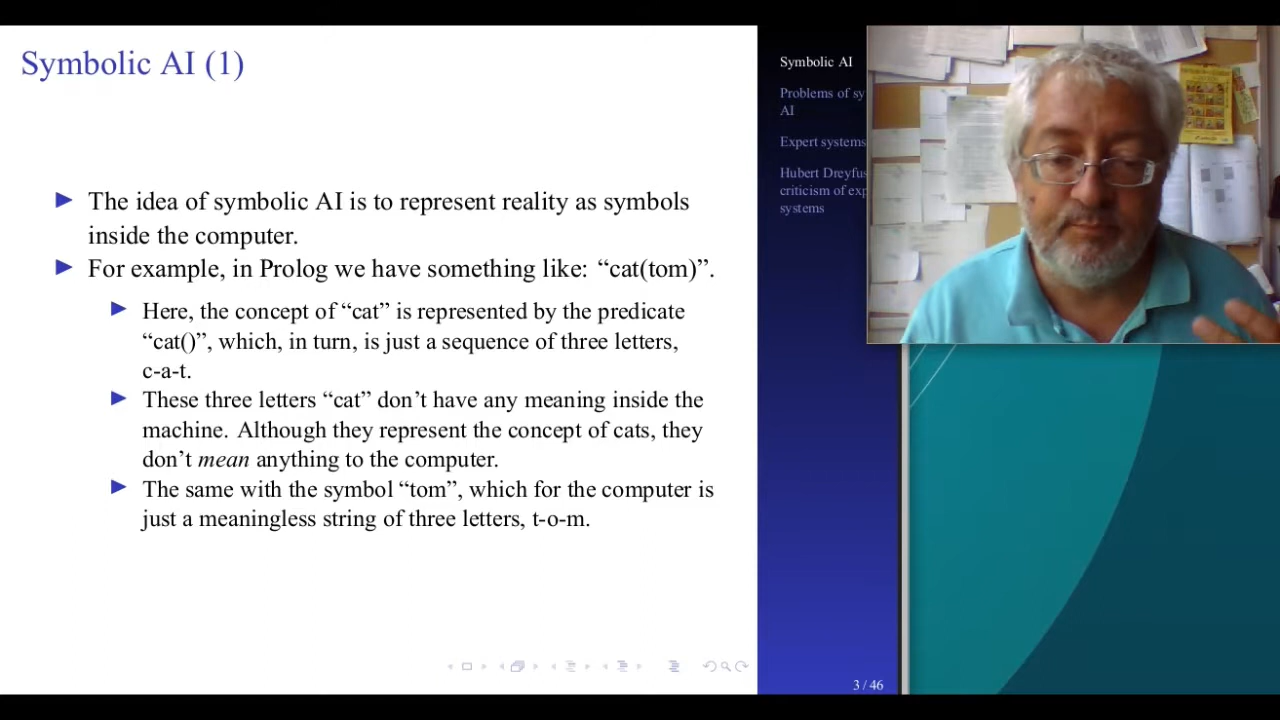 Symbolic AI (1)
▶ The idea of symbolic AI is to represent reality as symbols
inside the computer.
▶ For example, in Prolog we have something like: “cat(tom)”.
▶ Here, the concept of “cat” is represented by the predicate
“cat()”, which, in turn, is just a sequence of three letters,
c-a-t.
▶ These three letters “cat” don’t have any meaning inside the
machine. Although they represent the concept of cats, they
don’t mean anything to the computer.
▶ The same with the symbol “tom”, which for the computer is
just a meaningless string of three letters, t-o-m.
Symbolic AI
Problems of sy
AI
Expert systems
Hubert Dreyfus
criticism of exp
systems
3 / 46